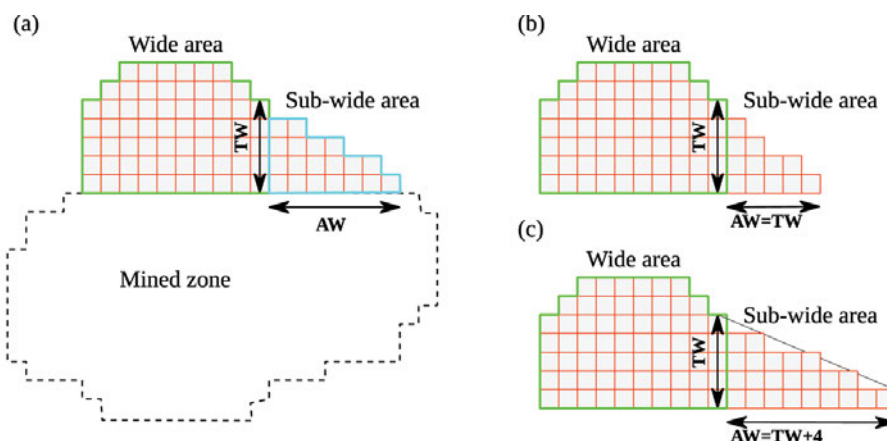 (a)
Wide area
Sub-wide area
TW
AW
Mined zone
(b)
Wide area
Sub-wide area
TW
AW=TW
(c)
Wide area
Sub-wide area
TW
AW=TW+4